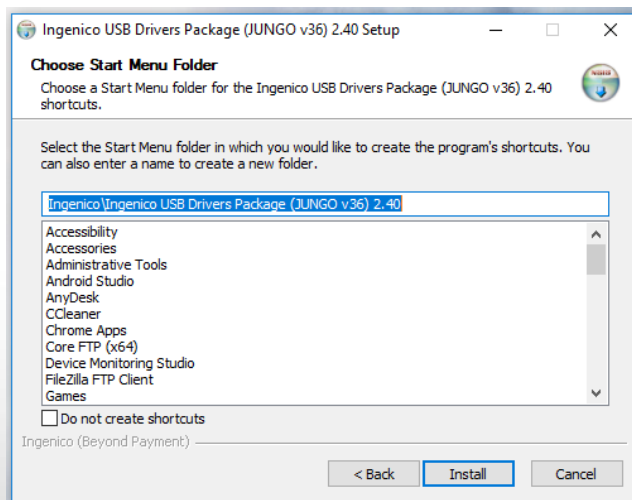 Ingenico USB Drivers Package (JUNGO v36) 2.40 Setup
Choose Start Menu Folder
Choose a Start Menu folder for the Ingenico USB Drivers Package (JUNGO v36) 2.40
shortcuts.
Select the Start Menu folder in which you would like to create the program's shortcuts. You
can also enter a name to create a new folder.
Ingenico\Ingenico USB Drivers Package (JUNGO v36) 2.40
Accessibility
Accessories
Administrative Tools
Android Studio
AnyDesk
CCleaner
Chrome Apps
Core FTP (x64)
Device Monitoring Studio
FileZilla FTP Client
Games
Do not create shortcuts
Ingenico (Beyond Payment)
< Back
Install
Cancel